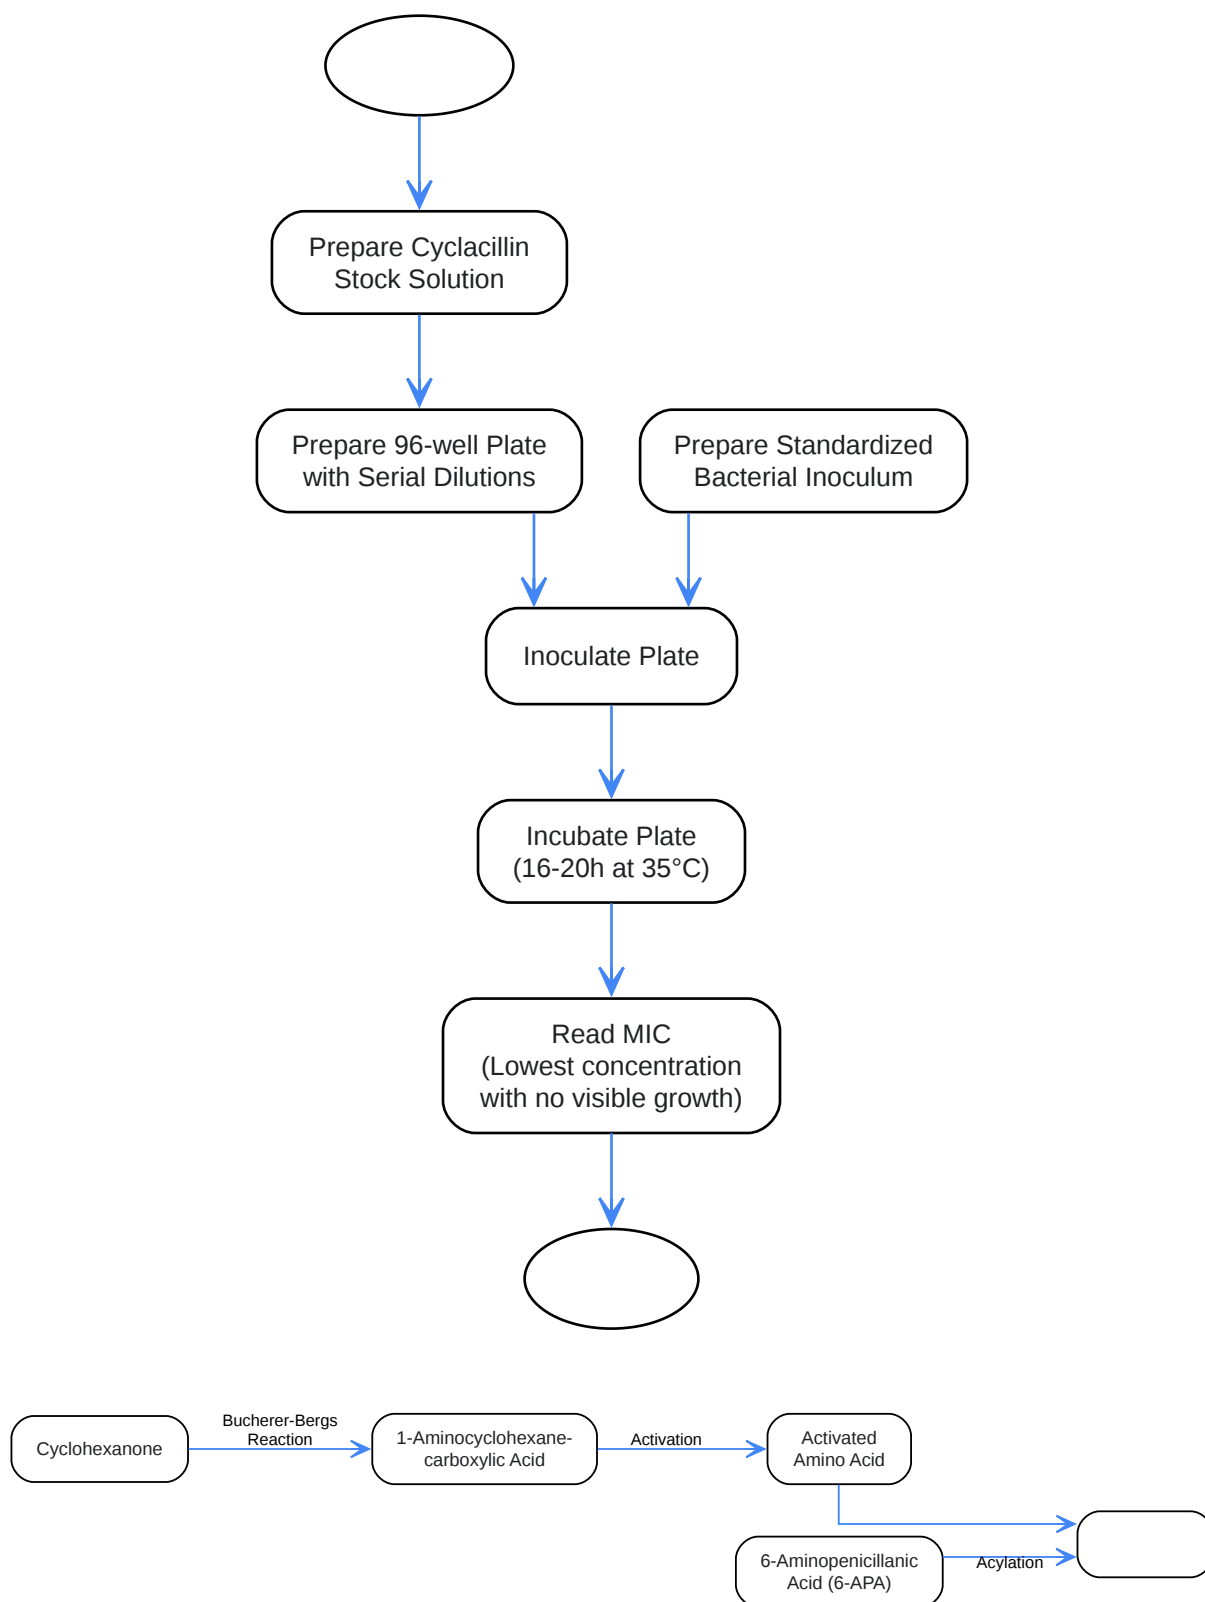 Prepare Cyclacillin
Stock Solution
Prepare 96-well Plate
with Serial Dilutions
Prepare Standardized
Bacterial Inoculum
Inoculate Plate
Incubate Plate
(16-20h at 35°C)
Read MIC
(Lowest concentration
with no visible growth)
Cyclohexanone
Bucherer-Bergs
Reaction
1-Aminocyclohexane-
carboxylic Acid
Activation
Activated
Amino Acid
6-Aminopenicillanic
Acid (6-APA)
Acylation